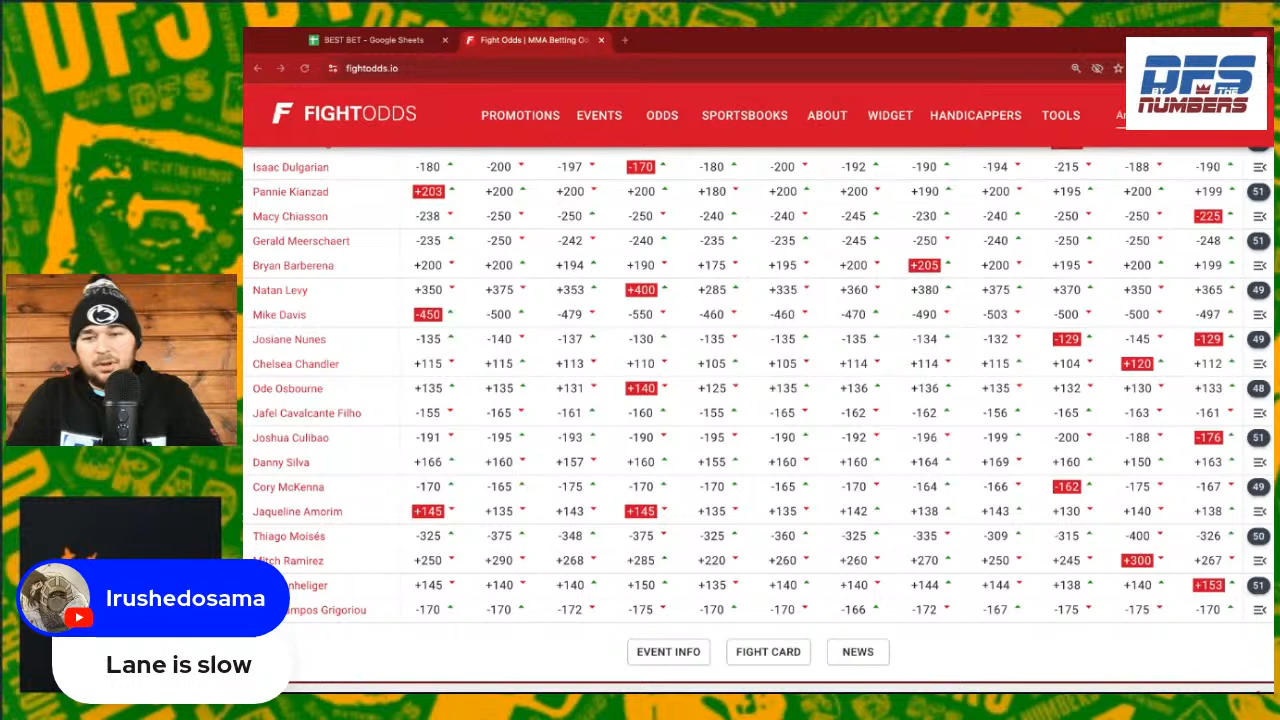 BEST BET - Google Sheets
Fight Odds | MMA Betting Od
fightodds.io
DFS
BY THE
NUMBERS
FIGHTODDS
PROMOTIONS EVENTS ODDS SPORTSBOOKS ABOUT WIDGET HANDICAPPERS TOOLS
Isaac Dulgarian -180 -200 -197 -170 -180 -200 -192 -190 -194 -215 -188 -190
Pannie Kianzad +203 +200 +200 +200 +180 +200 +200 +190 +200 +195 +200 +199 51
Macy Chiasson -238 -250 -250 -250 -240 -240 -245 -230 -240 -250 -250 -225
Gerald Meerschaert -235 -250 -242 -240 -235 -235 -245 -250 -240 -250 -250 -248 51
Bryan Barberena +200 +200 +194 +190 +175 +195 +200 +205 +200 +195 +200 +199
Natan Levy +350 +375 +353 +400 +285 +335 +360 +380 +375 +370 +350 +365 49
Mike Davis -450 -500 -479 -550 -460 -460 -470 -490 -503 -500 -500 -497
Josiane Nunes -135 -140 -137 -130 -135 -135 -135 -134 -132 -129 -145 -129 49
Chelsea Chandler +115 +115 +113 +110 +105 +105 +114 +114 +115 +104 +120 +112
Ode Osbourne +135 +135 +131 +140 +125 +135 +136 +136 +135 +132 +130 +133 48
Jafel Cavalcante Filho -155 -165 -161 -160 -155 -165 -162 -162 -156 -165 -163 -161
Joshua Culibao -191 -195 -193 -190 -195 -190 -192 -196 -199 -200 -188 -176 51
Danny Silva +166 +160 +157 +160 +155 +160 +160 +164 +169 +160 +150 +163
Cory McKenna -170 -165 -175 -170 -170 -165 -170 -164 -166 -162 -175 -167 49
Jaqueline Amorim +145 +135 +143 +145 +135 +135 +142 +138 +143 +130 +140 +138
Thiago Moisés -325 -375 -348 -375 -325 -360 -325 -335 -309 -315 -400 -326 50
Mitch Ramirez +250 +290 +268 +285 +220 +260 +260 +270 +250 +245 +300 +267
nheliger +145 +140 +140 +150 +135 +140 +140 +144 +144 +138 +140 +153 51
mpos Grigoriou -170 -170 -172 -175 -170 -170 -166 -172 -167 -175 -175 -170
EVENT INFO FIGHT CARD NEWS
Irushedosama
Lane is slow